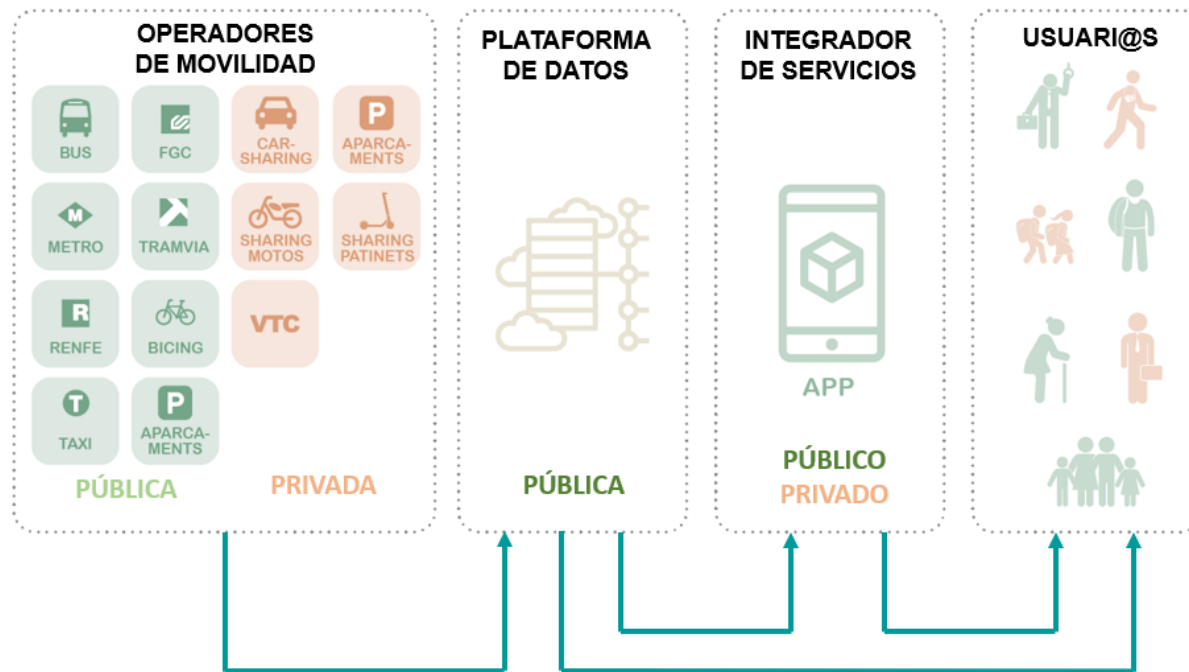 OPERADORES
DE MOVILIDAD
BUS
FGC
CAR-
SHARING
P
APARCA-
MENTS
M
METRO
TRAMVIA
SHARING
MOTOS
SHARING
PATINETS
R
RENFE
BICING
VTC
T
TAXI
P
APARCA-
MENTS
PÚBLICA
PRIVADA
PLATAFORMA
DE DATOS
PÚBLICA
INTEGRADOR
DE SERVICIOS
APP
PÚBLICO
PRIVADO
USUARI@S